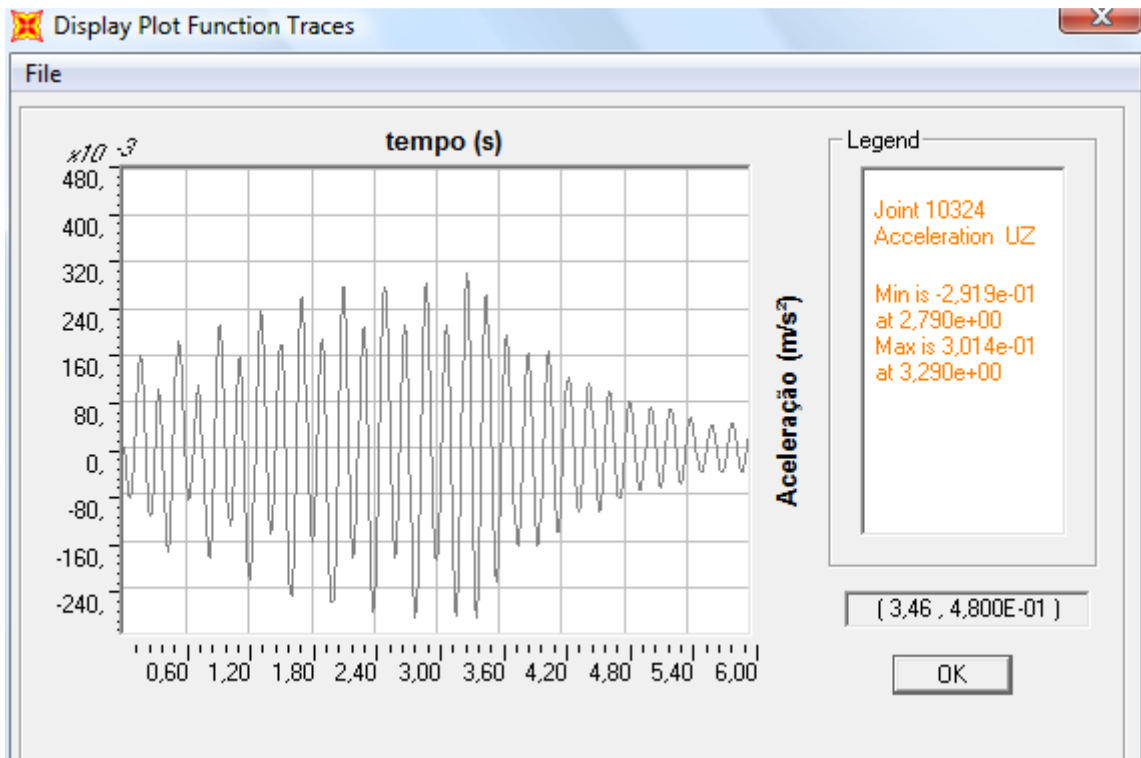 Display Plot Function Traces
File
tempo (s)
x10 -3
480,
400,
320,
240,
160,
80,
0,
-80,
-160,
-240,
0,60 1,20 1,80 2,40 3,00 3,60 4,20 4,80 5,40 6,00
Aceleração (m/s²)
Legend
Joint 10324
Acceleration UZ
Min is -2,919e-01
at 2,790e+00
Max is 3,014e-01
at 3,290e+00
( 3,46 , 4,800E-01 )
OK